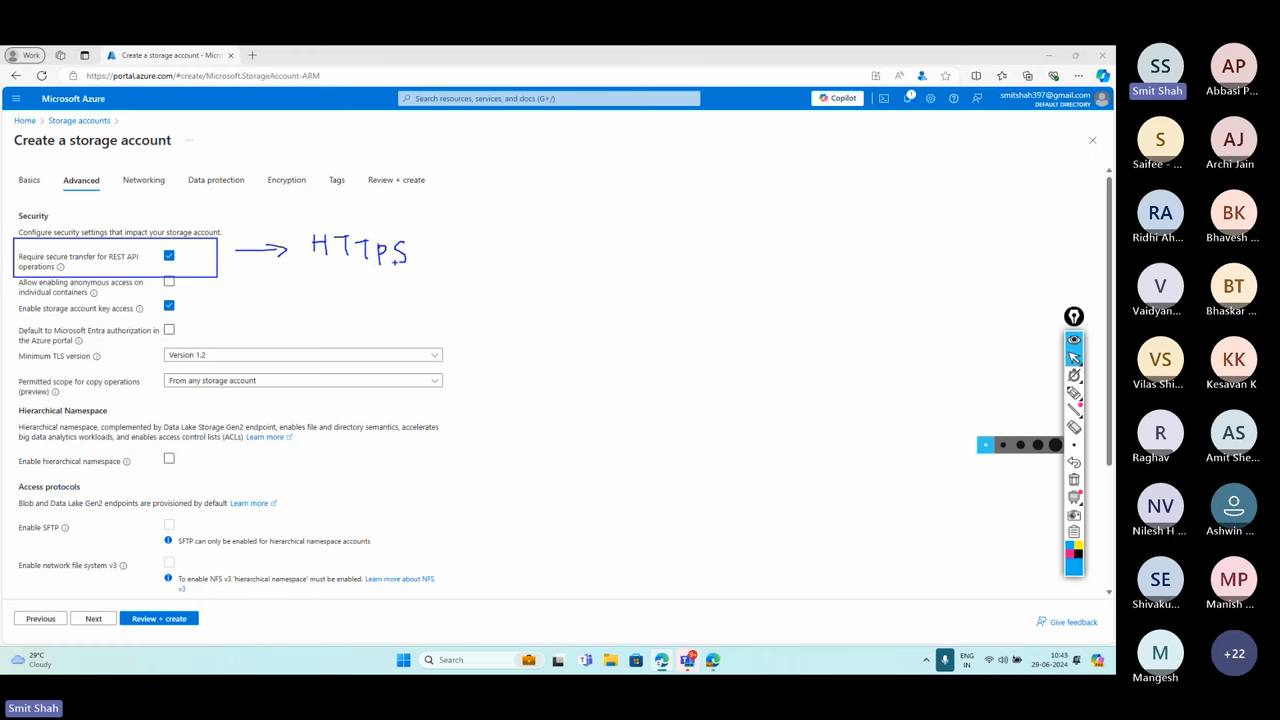 Work
Create a storage account - Micro
https://portal.azure.com/#create/Microsoft.StorageAccount-ARM
Microsoft Azure
Search resources, services, and docs (G+/)
Copilot
1
smitshah397@gmail.com
DEFAULT DIRECTORY
Home > Storage accounts >
Create a storage account ...
Basics Advanced Networking Data protection Encryption Tags Review + create
Security
Configure security settings that impact your storage account.
Require secure transfer for REST API
operations
HTTPS
Allow enabling anonymous access on
individual containers
Enable storage account key access
Default to Microsoft Entra authorization in
the Azure portal
Minimum TLS version
Version 1.2
Permitted scope for copy operations
(preview)
From any storage account
Hierarchical Namespace
Hierarchical namespace, complemented by Data Lake Storage Gen2 endpoint, enables file and directory semantics, accelerates
big data analytics workloads, and enables access control lists (ACLs) Learn more
Enable hierarchical namespace
Access protocols
Blob and Data Lake Gen2 endpoints are provisioned by default Learn more
Enable SFTP
SFTP can only be enabled for hierarchical namespace accounts
Enable network file system v3
To enable NFS v3 'hierarchical namespace' must be enabled. Learn more about NFS
v3
Previous
Next
Review + create
Give feedback
29°C
Cloudy
Search
ENG
IN
10:43
29-06-2024
Smit Shah
SS
Smit Shah
AP
Abbasi P...
S
Saifee - ...
AJ
Archi Jain
RA
Ridhi Ah...
BK
Bhavesh ...
V
Vaidyan...
BT
Bhaskar ...
VS
Vilas Shi...
KK
Kesavan K
R
Raghav
AS
Amit She...
NV
Nilesh H ...
Ashwin ...
SE
Shivaku...
MP
Manish ...
M
Mangesh
+22